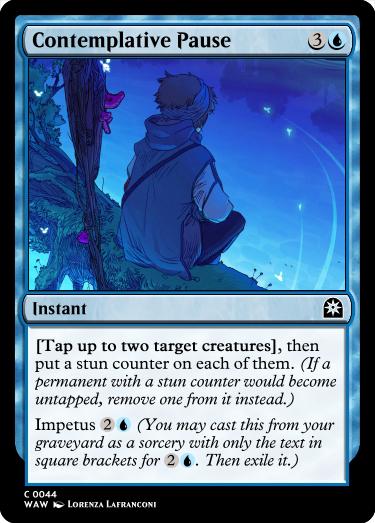 Contemplative Pause 3
Instant
[Tap up to two target creatures], then
put a stun counter on each of them. (If a
permanent with a stun counter would become
untapped, remove one from it instead.)
Impetus 2 (You may cast this from your
graveyard as a sorcery with only the text in
square brackets for 2. Then exile it.)
C 0044
WAW Lorenza Lafranconi